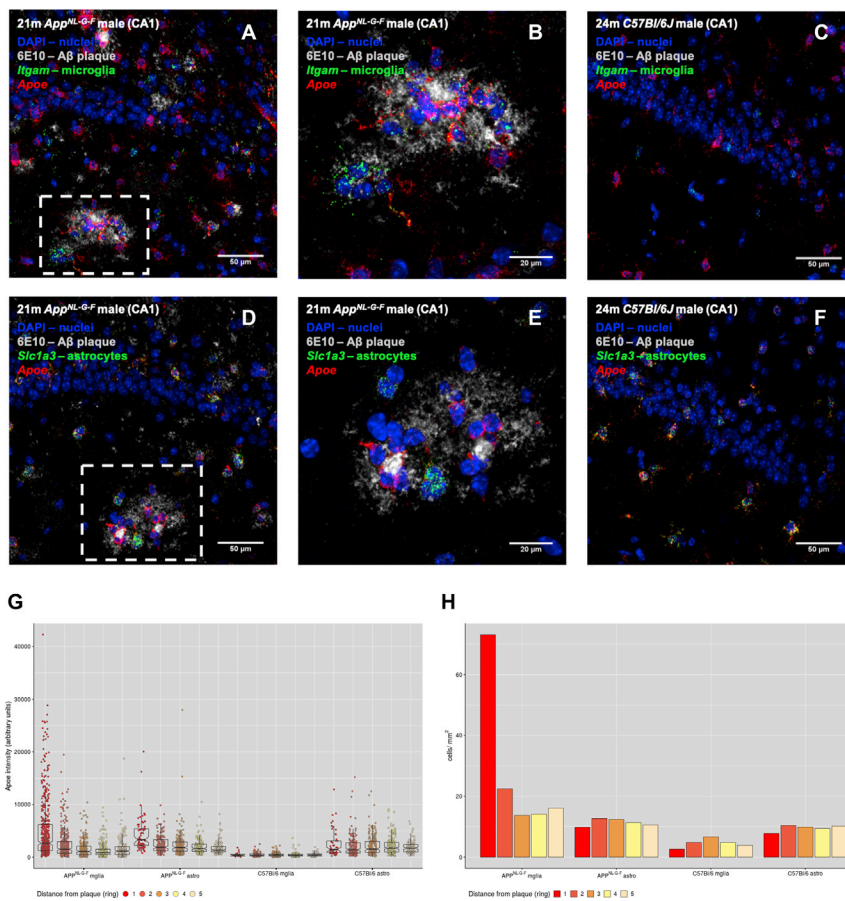 21m App^NL-G-F male (CA1) A
DAPI – nuclei
6E10 – Aβ plaque
Itgam – microglia
Apoe
50 µm
21m App^NL-G-F male (CA1) B
DAPI – nuclei
6E10 – Aβ plaque
Itgam – microglia
Apoe
20 µm
24m C57Bl/6J male (CA1) C
DAPI – nuclei
6E10 – Aβ plaque
Itgam – microglia
Apoe
50 µm
21m App^NL-G-F male (CA1) D
DAPI – nuclei
6E10 – Aβ plaque
Slc1a3 – astrocytes
Apoe
50 µm
21m App^NL-G-F male (CA1) E
DAPI – nuclei
6E10 – Aβ plaque
Slc1a3 – astrocytes
Apoe
20 µm
24m C57Bl/6J male (CA1) F
DAPI – nuclei
6E10 – Aβ plaque
Slc1a3 – astrocytes
Apoe
50 µm
G
Apoe intensity (arbitrary units)
40000
30000
20000
10000
0
APP^NL-G-F mglia
APP^NL-G-F astro
C57Bl/6 mglia
C57Bl/6 astro
Distance from plaque (ring) 1 2 3 4 5
H
cells/ mm²
60
40
20
0
APP^NL-G-F mglia
APP^NL-G-F astro
C57Bl/6 mglia
C57Bl/6 astro
Distance from plaque (ring) 1 2 3 4 5